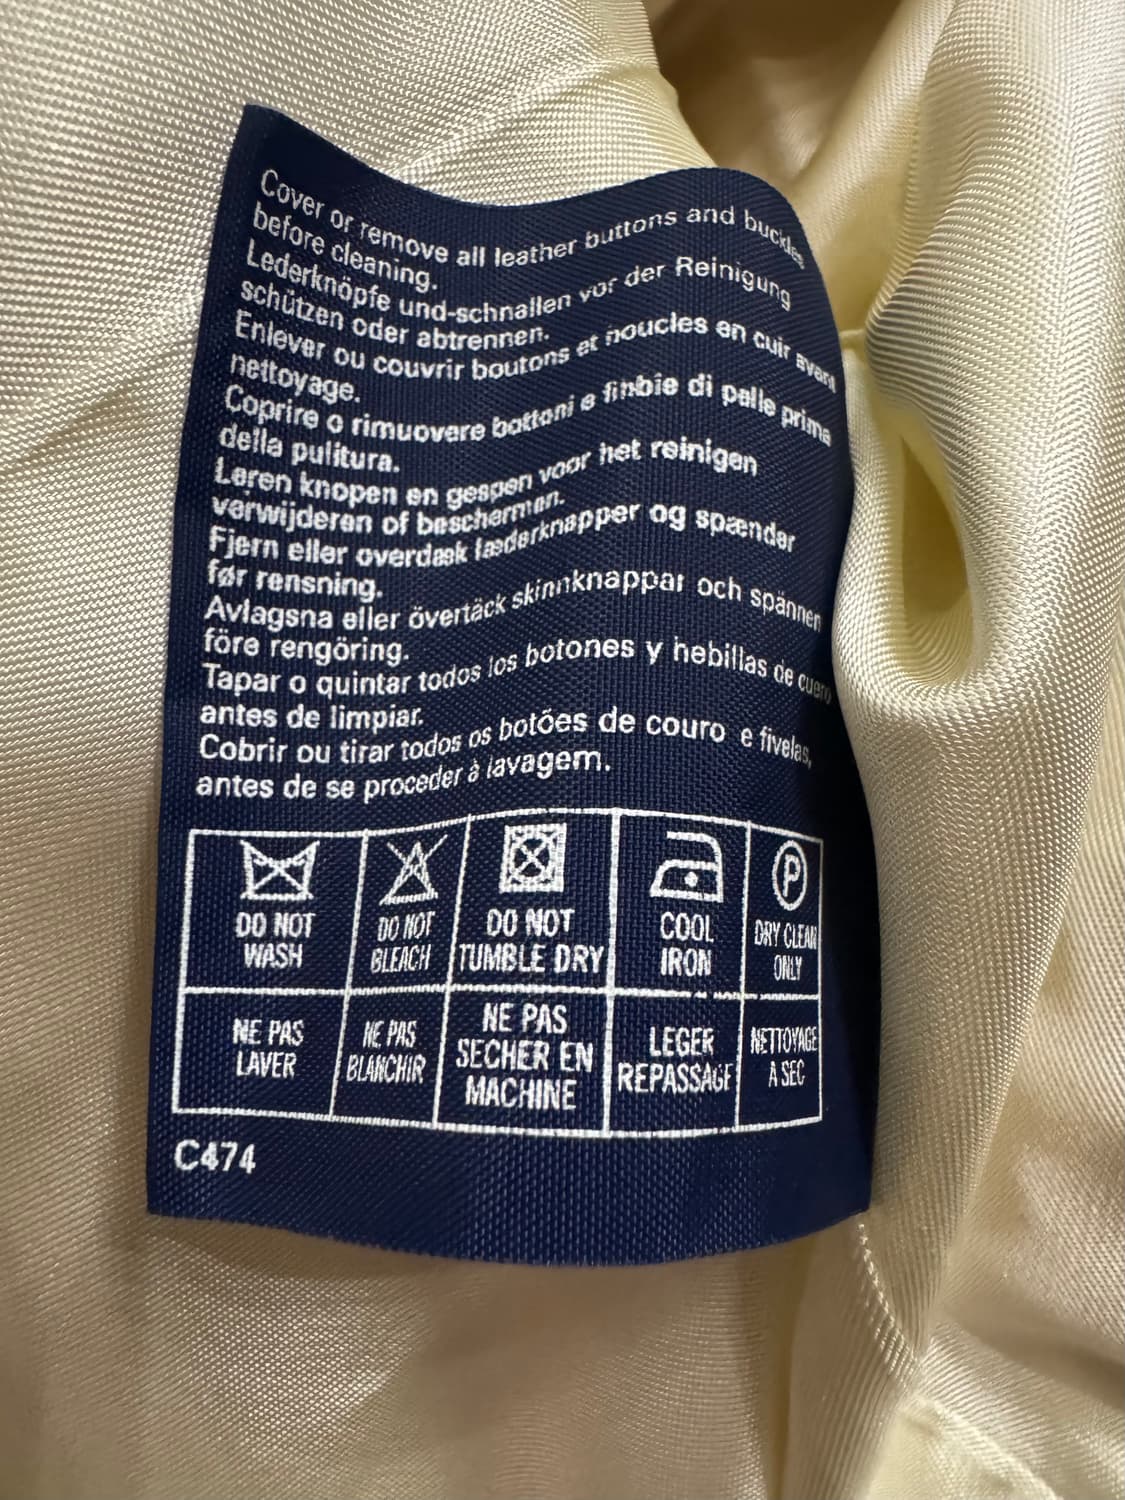 Cover or remove all leather buttons and buckles
before cleaning.
Lederknöpfe und-schnallen vor der Reinigung
schützen oder abtrennen.
Enlever ou couvrir boutons et noucles en cuir avant
nettoyage.
Coprire o rimuovere bottoni e finbie di palle prima
della pulitura.
Leren knopen en gespen voor het reinigen
verwijderen of beschermen.
Fjern eller overdæk læderknapper og spænder
før rensning.
Avlagsna eller övertäck skinnknappar och spännen
före rengöring.
Tapar o quintar todos los botones y hebillas de cuero
antes de limpiar.
Cobrir ou tirar todos os botões de couro e fivelas,
antes de se proceder à lavagem.
P
DO NOT WASH
DO NOT BLEACH
DO NOT TUMBLE DRY
COOL IRON
DRY CLEAN ONLY
NE PAS LAVER
NE PAS BLANCHIR
NE PAS SECHER EN MACHINE
LEGER REPASSAGE
NETTOYAGE A SEC
C474